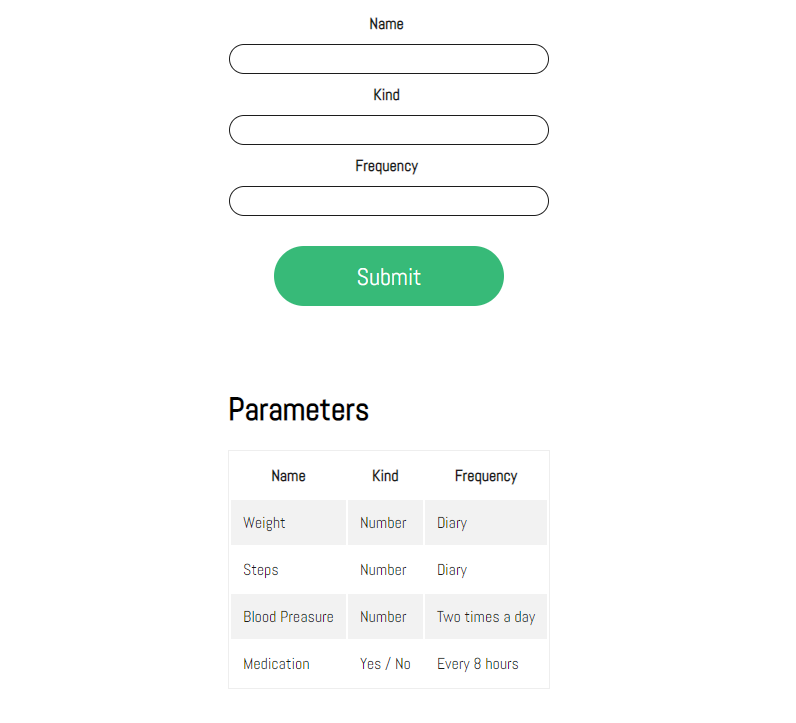 Name
Kind
Frequency
Submit
Parameters
Name Kind Frequency
Weight Number Diary
Steps Number Diary
Blood Preasure Number Two times a day
Medication Yes / No Every 8 hours